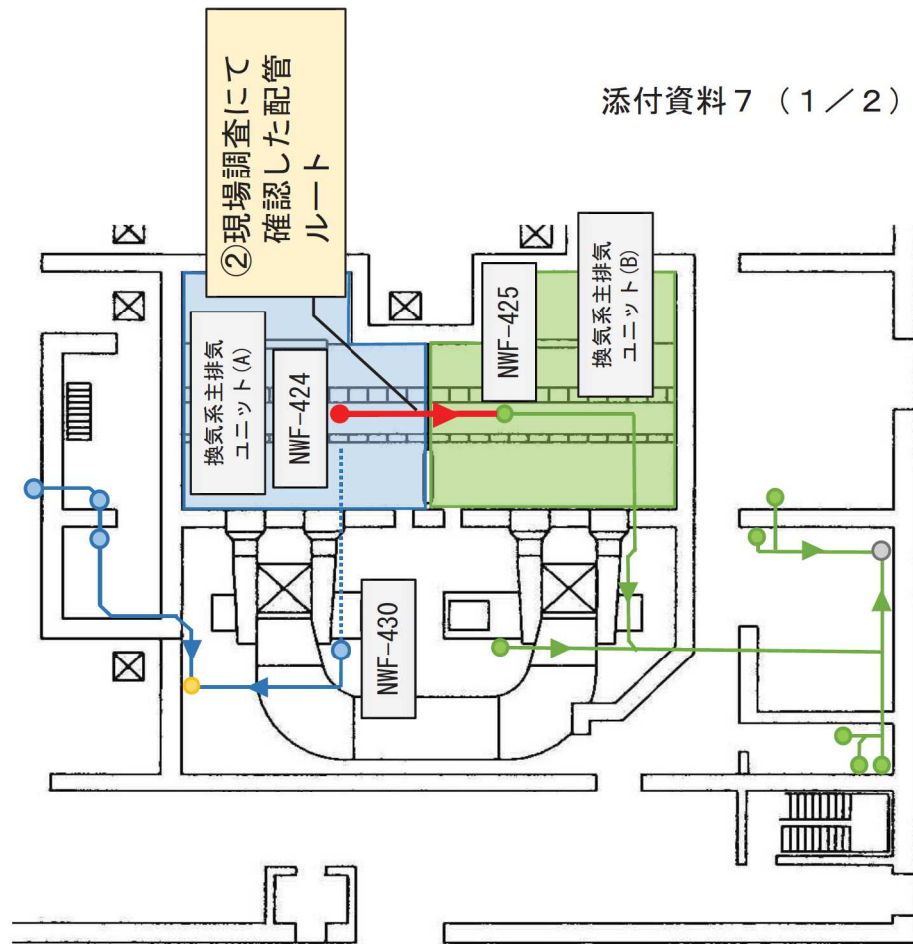 添付資料7（1／2）
②現場調査にて
確認した配管
ルート
換気系主排気
ユニット(A)
NWF-424
NWF-425
換気系主排気
ユニット(B)
NWF-430